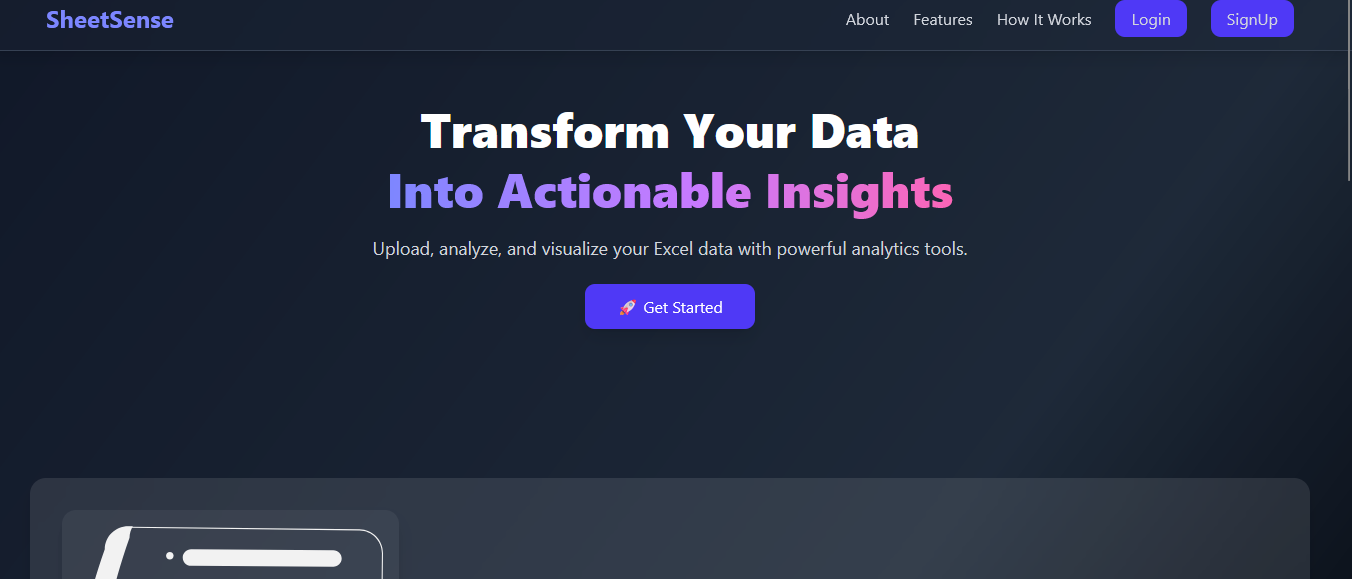 SheetSense
About
Features
How It Works
Login
SignUp
Transform Your Data
Into Actionable Insights
Upload, analyze, and visualize your Excel data with powerful analytics tools.
🚀 Get Started